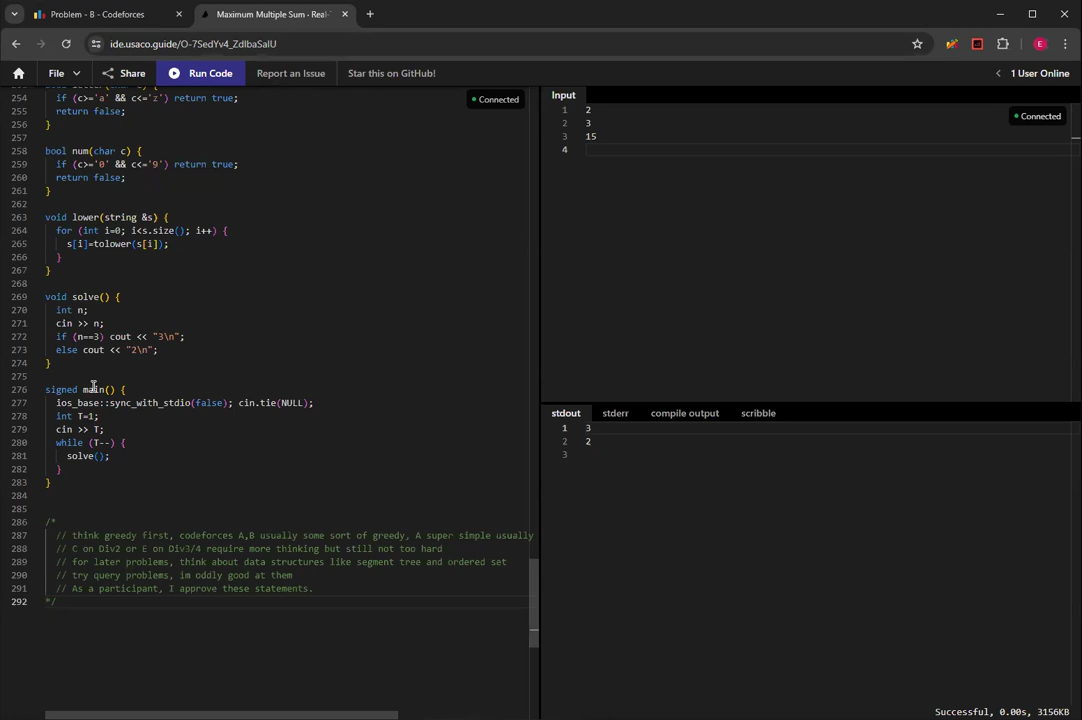 Problem - B - Codeforces
Maximum Multiple Sum - Real-
ide.usaco.guide/O-7SedYv4_ZdIbaSaIU
E
File
Share
Run Code
Report an Issue
Star this on GitHub!
1 User Online
254 if (c>='a' && c<='z') return true;
255 return false;
256 }
257
258 bool num(char c) {
259 if (c>='0' && c<='9') return true;
260 return false;
261 }
262
263 void lower(string &s) {
264 for (int i=0; i<s.size(); i++) {
265 s[i]=tolower(s[i]);
266 }
267 }
268
269 void solve() {
270 int n;
271 cin >> n;
272 if (n==3) cout << "3\n";
273 else cout << "2\n";
274 }
275
276 signed main() {
277 ios_base::sync_with_stdio(false); cin.tie(NULL);
278 int T=1;
279 cin >> T;
280 while (T--) {
281 solve();
282 }
283 }
284
285
286 /*
287 // think greedy first, codeforces A,B usually some sort of greedy, A super simple usually
288 // C on Div2 or E on Div3/4 require more thinking but still not too hard
289 // for later problems, think about data structures like segment tree and ordered set
290 // try query problems, im oddly good at them
291 // As a participant, I approve these statements.
292 */
Connected
Input
1 2
2 3
3 15
4
Connected
stdout
stderr
compile output
scribble
1 3
2 2
3
Successful, 0.00s, 3156KB